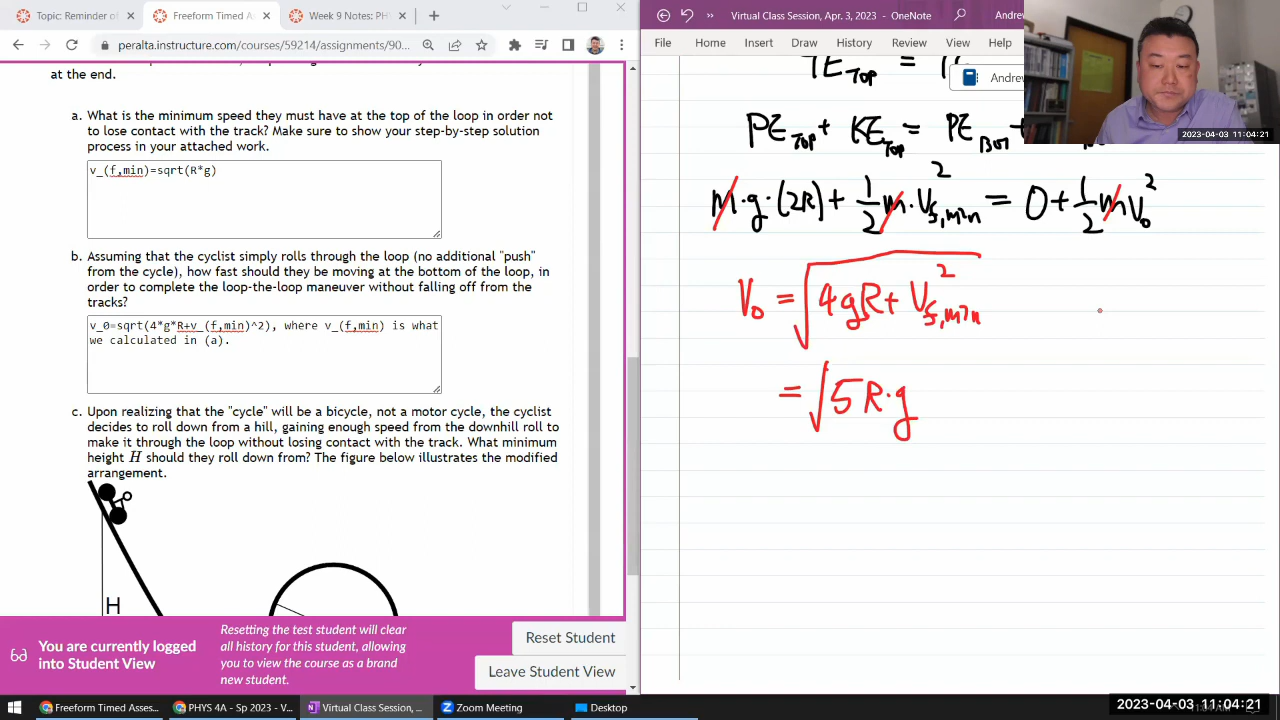 Topic: Reminder of
Freeform Timed A
Week 9 Notes: PH
peralta.instructure.com/courses/59214/assignments/90...
at the end.
a. What is the minimum speed they must have at the top of the loop in order not
to lose contact with the track? Make sure to show your step-by-step solution
process in your attached work.
v_(f,min)=sqrt(R*g)
b. Assuming that the cyclist simply rolls through the loop (no additional "push"
from the cycle), how fast should they be moving at the bottom of the loop, in
order to complete the loop-the-loop maneuver without falling off from the
tracks?
v_0=sqrt(4*g*R+v_(f,min)^2), where v_(f,min) is what
we calculated in (a).
c. Upon realizing that the "cycle" will be a bicycle, not a motor cycle, the cyclist
decides to roll down from a hill, gaining enough speed from the downhill roll to
make it through the loop without losing contact with the track. What minimum
height H should they roll down from? The figure below illustrates the modified
arrangement.
H
You are currently logged
into Student View
Resetting the test student will clear
all history for this student, allowing
you to view the course as a brand
new student.
Reset Student
Leave Student View
Virtual Class Session, Apr. 3, 2023 - OneNote
Andre
File Home Insert Draw History Review View Help
Andrew
2023-04-03 11:04:21
TE_Top =
PE_Top + KE_Top = PE_Bot +
m·g·(2R) + 1/2 m·V_f,min^2 = 0 + 1/2 m V_0^2
V_0 = √(4gR + V_f,min^2)
= √5R·g
Freeform Timed Asses...
PHYS 4A - Sp 2023 - V...
Virtual Class Session, ...
Zoom Meeting
Desktop
2023-04-03 11:04:21